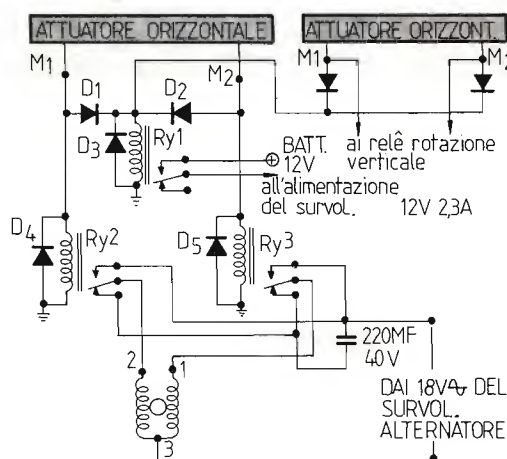 ATTUATORE ORIZZONTALE
ATTUATORE ORIZZONT.
M1
M2
M1
M2
D1
D2
D3
Ry1
BATT.
12V
ai relê rotazione
verticale
all'alimentazione
del survol. 12V 2,3A
D4
Ry2
D5
Ry3
220MF
40V
2
1
3
DAI 18V∿ DEL
SURVOL.
ALTERNATORE